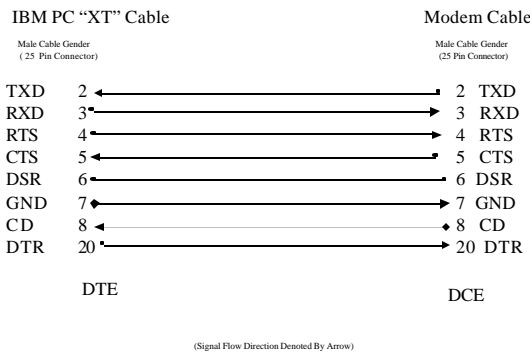 IBM PC “XT” Cable Modem Cable
Male Cable Gender Male Cable Gender
( 25 Pin Connector) (25 Pin Connector)
TXD 2 2 TXD
RXD 3 3 RXD
RTS 4 4 RTS
CTS 5 5 CTS
DSR 6 6 DSR
GND 7 7 GND
CD 8 8 CD
DTR 20 20 DTR
DTE DCE
(Signal Flow Direction Denoted By Arrow)